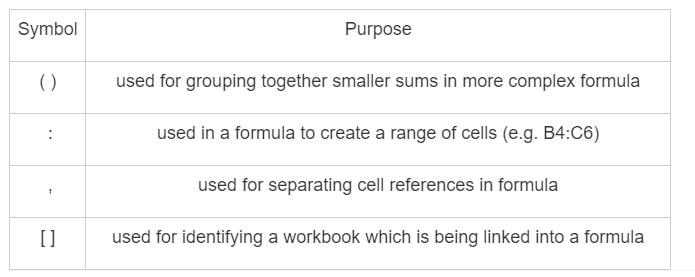 Symbol Purpose
( ) used for grouping together smaller sums in more complex formula
: used in a formula to create a range of cells (e.g. B4:C6)
, used for separating cell references in formula
[ ] used for identifying a workbook which is being linked into a formula